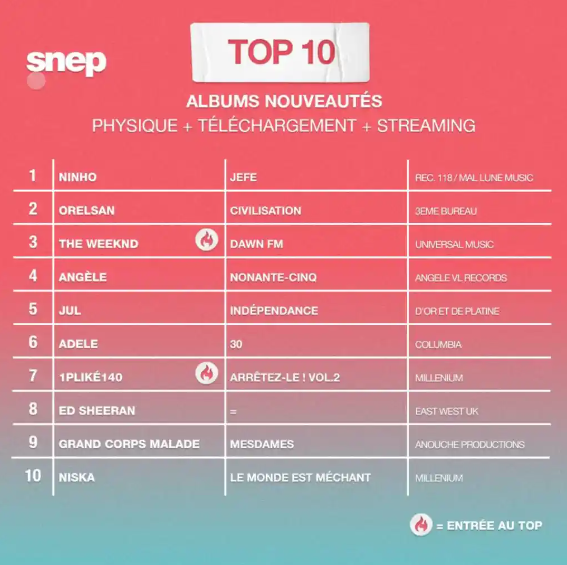 snep
TOP 10
ALBUMS NOUVEAUTÉS
PHYSIQUE + TÉLÉCHARGEMENT + STREAMING
1 NINHO JEFE REC. 118 / MAL LUNE MUSIC
2 ORELSAN CIVILISATION 3EME BUREAU
3 THE WEEKND DAWN FM UNIVERSAL MUSIC
4 ANGÈLE NONANTE-CINQ ANGELE VL RECORDS
5 JUL INDÉPENDANCE D'OR ET DE PLATINE
6 ADELE 30 COLUMBIA
7 1PLIKÉ140 ARRÊTEZ-LE ! VOL.2 MILLENIUM
8 ED SHEERAN = EAST WEST UK
9 GRAND CORPS MALADE MESDAMES ANOUCHE PRODUCTIONS
10 NISKA LE MONDE EST MÉCHANT MILLENIUM
= ENTRÉE AU TOP